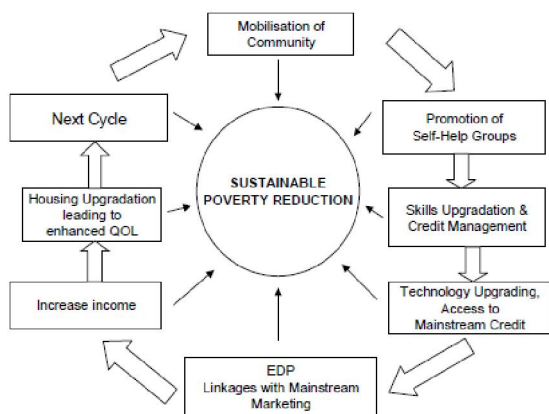 Mobilisation of
Community
Next Cycle
Promotion of
Self-Help Groups
SUSTAINABLE
POVERTY REDUCTION
Housing Upgradation
leading to
enhanced QOL
Skills Upgradation &
Credit Management
Increase income
Technology Upgrading,
Access to
Mainstream Credit
EDP
Linkages with Mainstream
Marketing